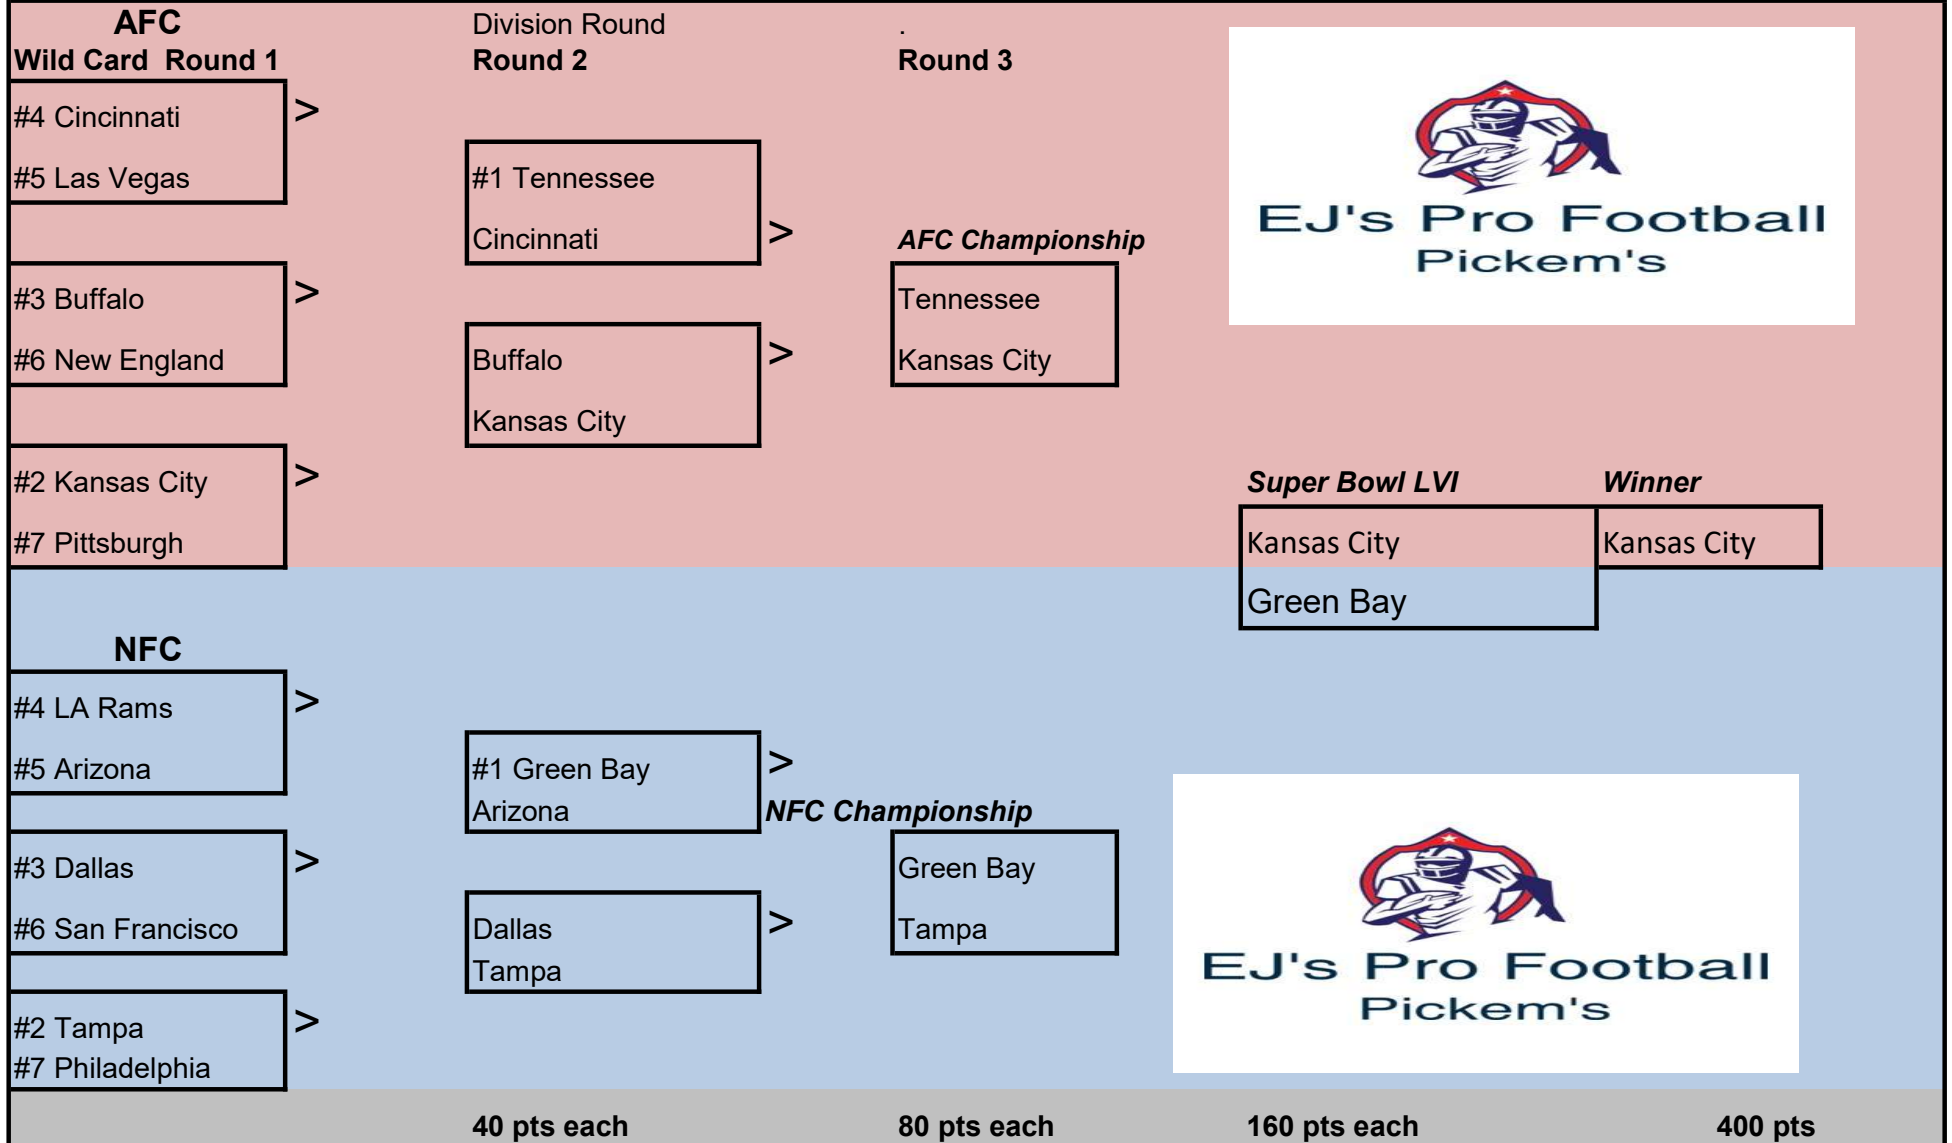 AFC
Division Round
.
Wild Card  Round 1
Round 2
Round 3
#4 Cincinnati
>
#5 Las Vegas
#1 Tennessee
Cincinnati
>
AFC Championship
#3 Buffalo
>
Tennessee
#6 New England
Buffalo
>
Kansas City
Kansas City
#2 Kansas City
>
#7 Pittsburgh
EJ's Pro Football
Pickem's
Super Bowl LVI
Winner
Kansas City
Kansas City
Green Bay
NFC
#4 LA Rams
>
#5 Arizona
#1 Green Bay
>
Arizona
NFC Championship
#3 Dallas
>
Green Bay
#6 San Francisco
Dallas
>
Tampa
Tampa
#2 Tampa
>
#7 Philadelphia
EJ's Pro Football
Pickem's
40 pts each
80 pts each
160 pts each
400 pts